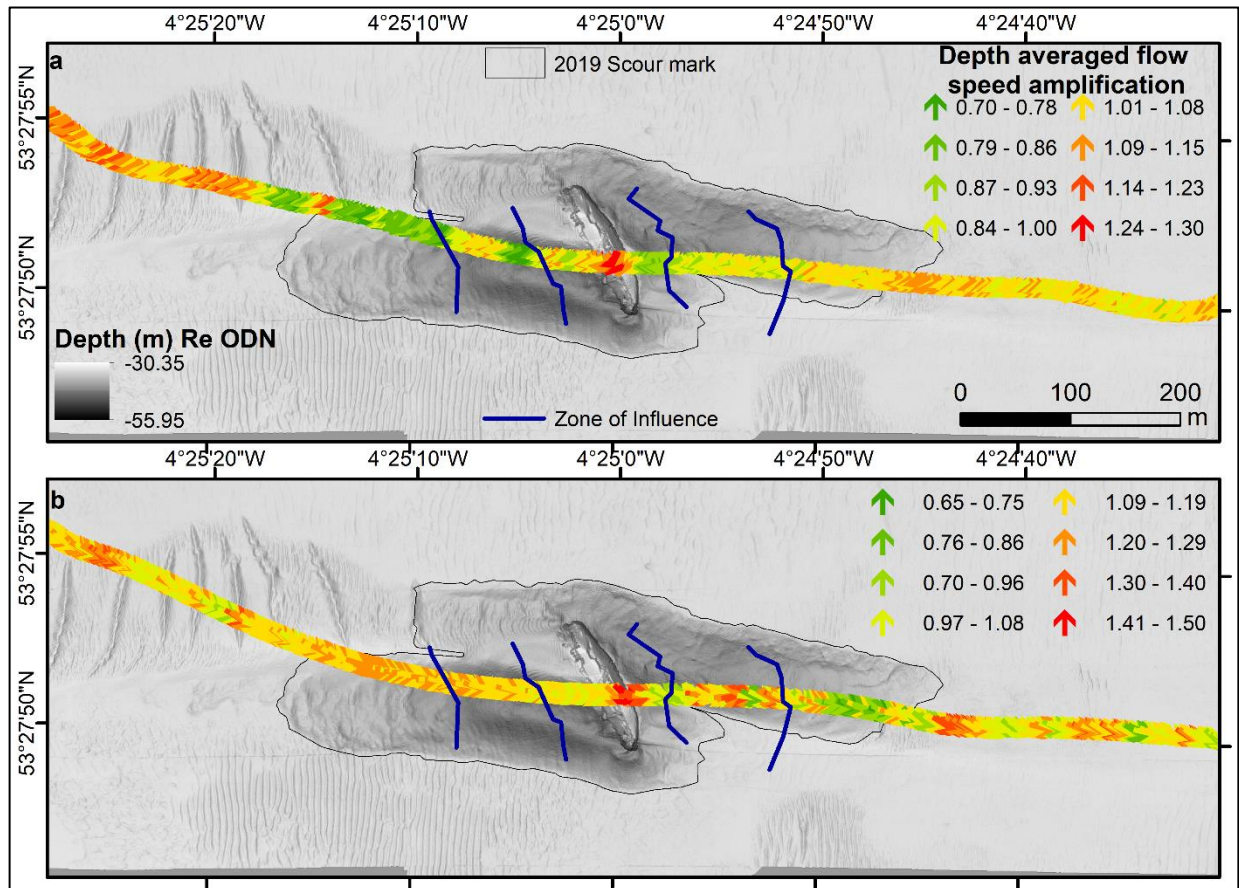 4°25'20"W 4°25'10"W 4°25'0"W 4°24'50"W 4°24'40"W
a
2019 Scour mark
Depth averaged flow
speed amplification
0.70 - 0.78 1.01 - 1.08
0.79 - 0.86 1.09 - 1.15
0.87 - 0.93 1.14 - 1.23
0.84 - 1.00 1.24 - 1.30
53°27'55"N
53°27'50"N
Depth (m) Re ODN
-30.35
-55.95
Zone of Influence
0 100 200
m
4°25'20"W 4°25'10"W 4°25'0"W 4°24'50"W 4°24'40"W
b
0.65 - 0.75 1.09 - 1.19
0.76 - 0.86 1.20 - 1.29
0.70 - 0.96 1.30 - 1.40
0.97 - 1.08 1.41 - 1.50
53°27'55"N
53°27'50"N